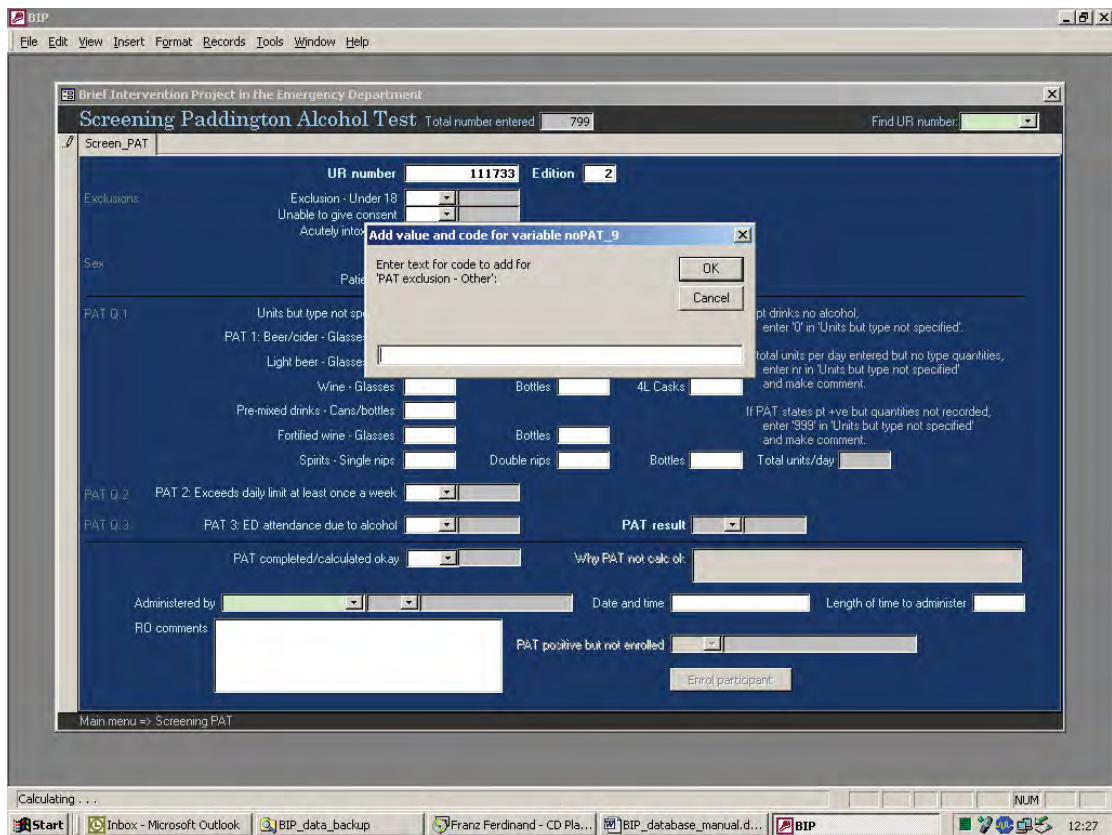 BIP
File Edit View Insert Format Records Tools Window Help
Brief Intervention Project in the Emergency Department
Screening Paddington Alcohol Test Total number entered 799 Find UR number:
Screen_PAT
UR number 111733 Edition 2
Exclusions Exclusion - Under 18
Unable to give consent
Acutely intox
Add value and code for variable noPAT_9
Enter text for code to add for
'PAT exclusion - Other':
OK
Cancel
Sex
Patie
PAT Q.1 Units but type not spe pt drinks no alcohol,
enter '0' in 'Units but type not specified'.
PAT 1: Beer/cider - Glasse
Light beer - Glasse total units per day entered but no type quantities,
enter nr in 'Units but type not specified'
Wine - Glasses Bottles 4L Casks and make comment.
Pre-mixed drinks - Cans/bottles If PAT states pt +ve but quantities not recorded,
enter '999' in 'Units but type not specified'
Fortified wine - Glasses Bottles and make comment.
Spirits - Single nips Double nips Bottles Total units/day
PAT Q.2 PAT 2: Exceeds daily limit at least once a week
PAT Q.3 PAT 3: ED attendance due to alcohol PAT result
PAT completed/calculated okay Why PAT not calc ok
Administered by Date and time Length of time to administer
RO comments
PAT positive but not enrolled
Enrol participant
Main menu => Screening PAT
Calculating . . . NUM
Start Inbox - Microsoft Outlook BIP_data_backup Franz Ferdinand - CD Pla... BIP_database_manual.d... BIP 12:27